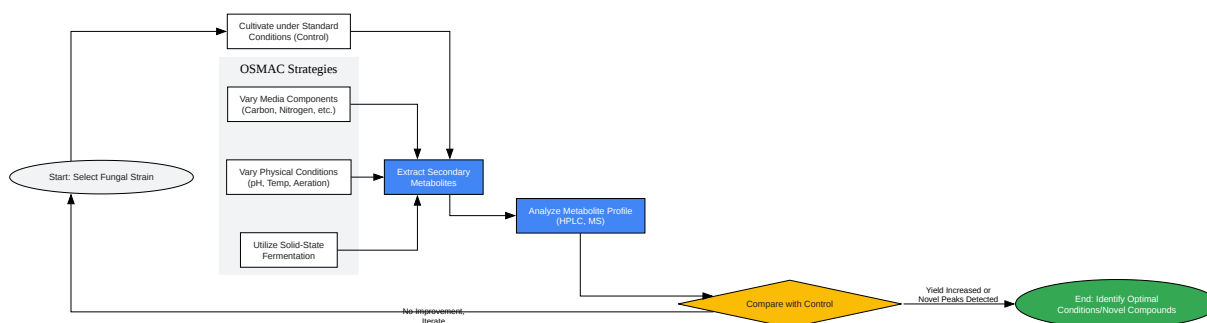 Cultivate under Standard
Conditions (Control)
OSMAC Strategies
Vary Media Components
(Carbon, Nitrogen, etc.)
Start: Select Fungal Strain
Vary Physical Conditions
(pH, Temp, Aeration)
Extract Secondary
Metabolites
Analyze Metabolite Profile
(HPLC, MS)
Utilize Solid-State
Fermentation
Compare with Control
Yield Increased or
Novel Peaks Detected
End: Identify Optimal
Conditions/Novel Compounds
No Improvement,
Iterate